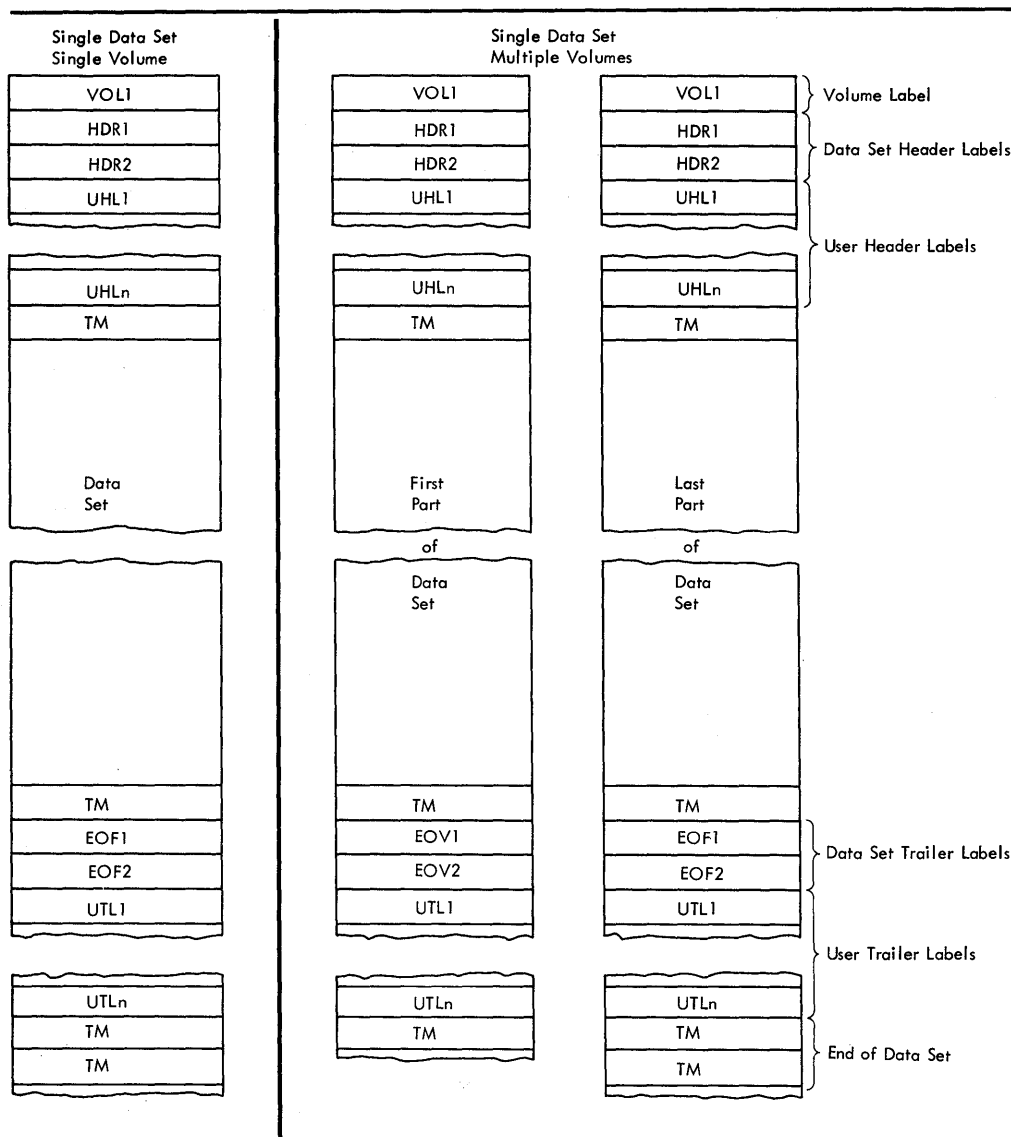 Single Data Set
Single Volume
VOL1
HDR1
HDR2
UHL1
UHLn
TM
Data
Set
TM
EOF1
EOF2
UTL1
UTLn
TM
TM
Single Data Set
Multiple Volumes
VOL1
HDR1
HDR2
UHL1
UHLn
TM
First
Part
of
Data
Set
TM
EOV1
EOV2
UTL1
UTLn
TM
VOL1
HDR1
HDR2
UHL1
UHLn
TM
Last
Part
of
Data
Set
TM
EOF1
EOF2
UTL1
UTLn
TM
TM
Volume Label
Data Set Header Labels
User Header Labels
Data Set Trailer Labels
User Trailer Labels
End of Data Set